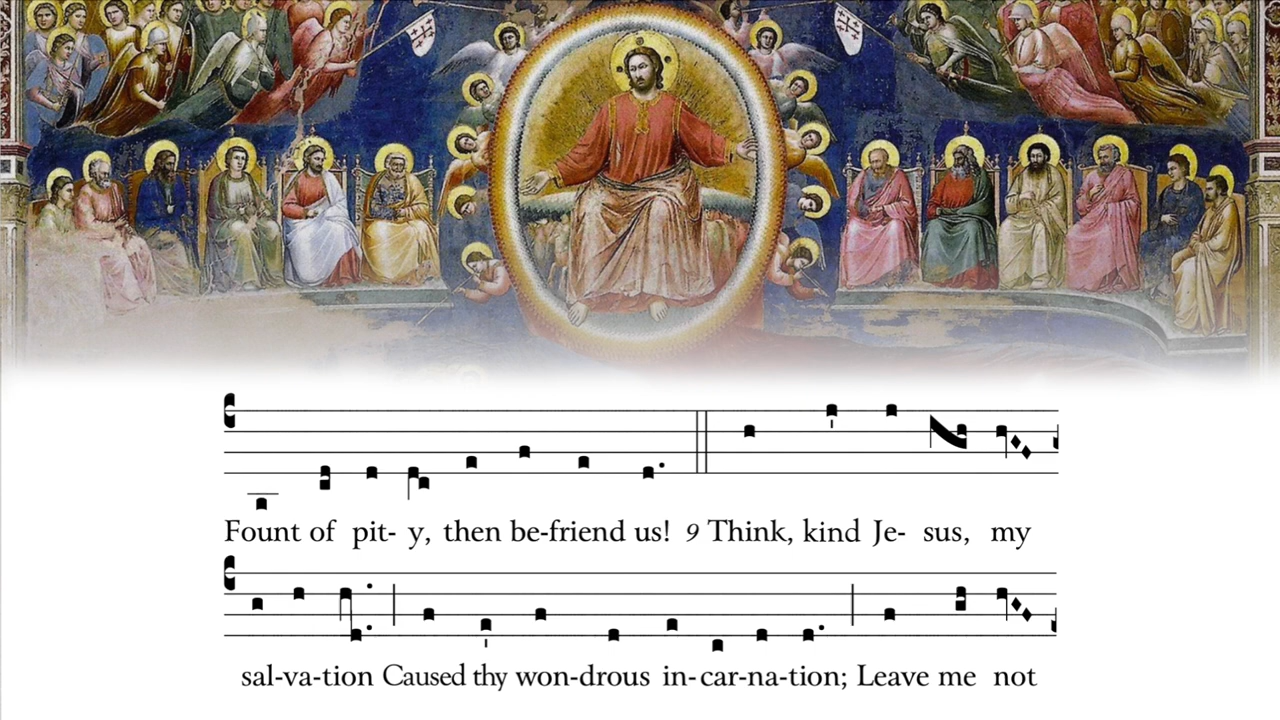 Fount of pit- y, then be-friend us! 9 Think, kind Je- sus, my
sal-va-tion Caused thy won-drous in-car-na-tion; Leave me not